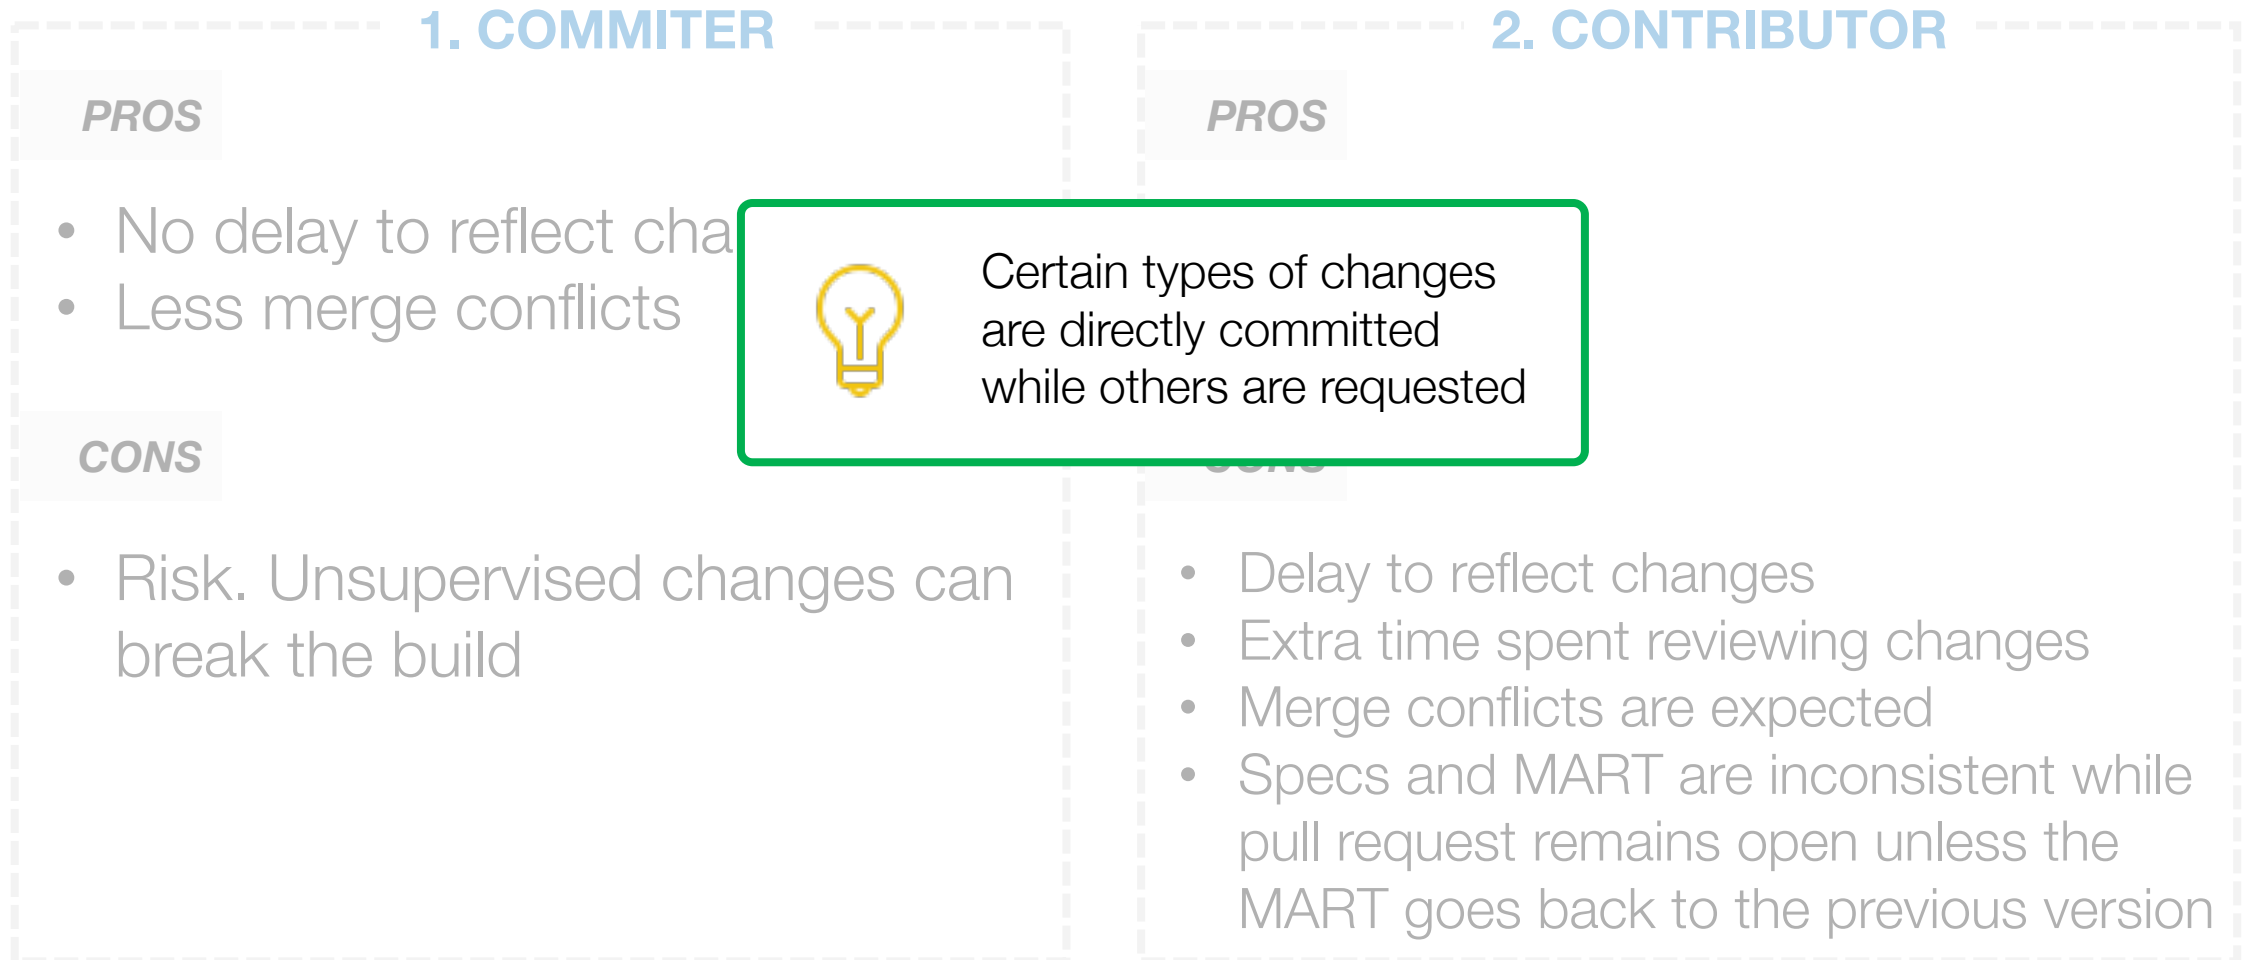 1. COMMITER
PROS
• No delay to reflect cha
• Less merge conflicts
CONS
• Risk. Unsupervised changes can
break the build
Certain types of changes
are directly committed
while others are requested
2. CONTRIBUTOR
PROS
CONS
• Delay to reflect changes
• Extra time spent reviewing changes
• Merge conflicts are expected
• Specs and MART are inconsistent while
pull request remains open unless the
MART goes back to the previous version